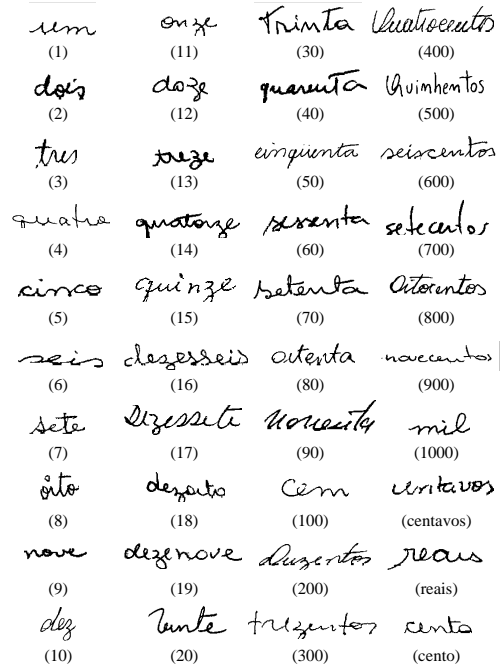 um onze Trinta Quatrocentos
(1) (11) (30) (400)
dois doze quarenta Quinhentos
(2) (12) (40) (500)
tres treze cinquenta seiscentos
(3) (13) (50) (600)
quatro quatorze sessenta setecentos
(4) (14) (60) (700)
cinco quinze setenta Oitocentos
(5) (15) (70) (800)
seis dezesseis oitenta novecentos
(6) (16) (80) (900)
sete Dezessete Noventa mil
(7) (17) (90) (1000)
oito dezoito Cem centavos
(8) (18) (100) (centavos)
nove dezenove Duzentos reais
(9) (19) (200) (reais)
dez Vinte trezentos cento
(10) (20) (300) (cento)